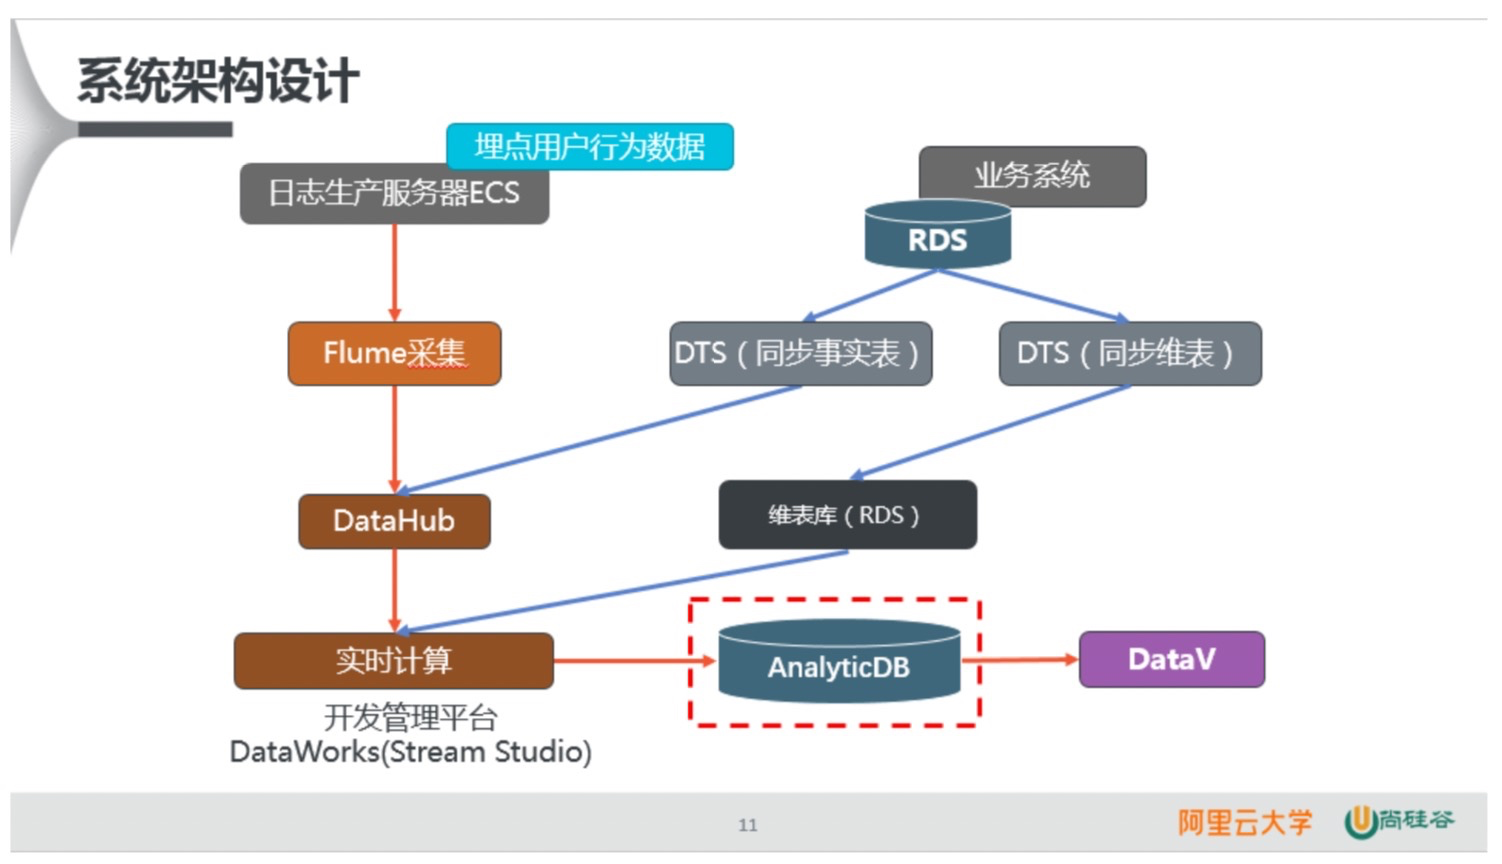 系统架构设计
埋点用户行为数据
日志生产服务器ECS
业务系统
RDS
Flume采集
DTS（同步事实表）
DTS（同步维表）
DataHub
维表库（RDS）
实时计算
AnalyticDB
DataV
开发管理平台
DataWorks(Stream Studio)
11
阿里云大学
尚硅谷